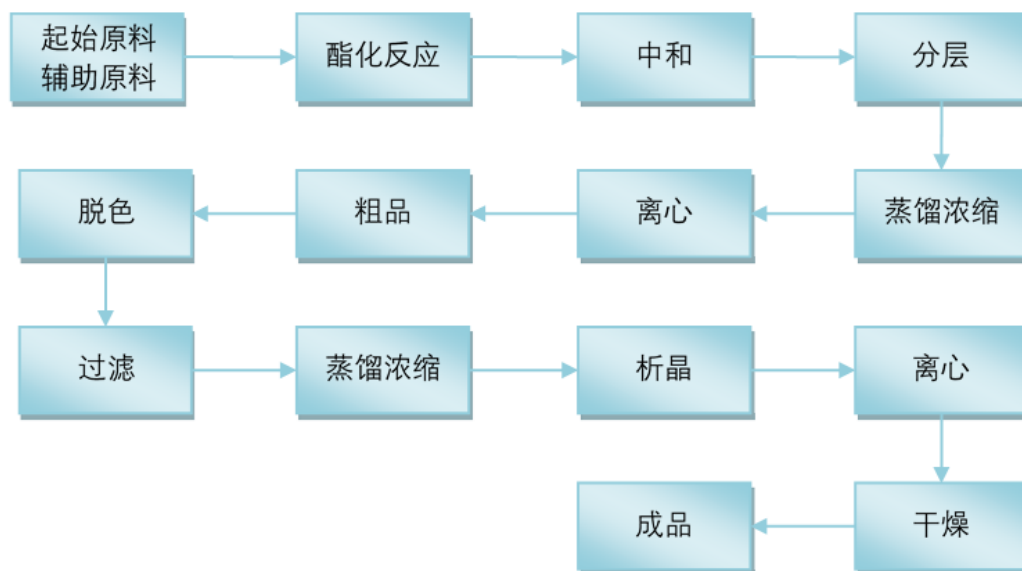 起始原料
辅助原料
酯化反应
中和
分层
蒸馏浓缩
离心
粗品
脱色
过滤
蒸馏浓缩
析晶
离心
干燥
成品